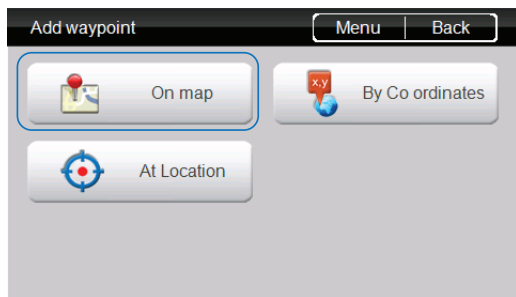 Add waypoint Menu Back
On map
x,y By Co ordinates
At Location